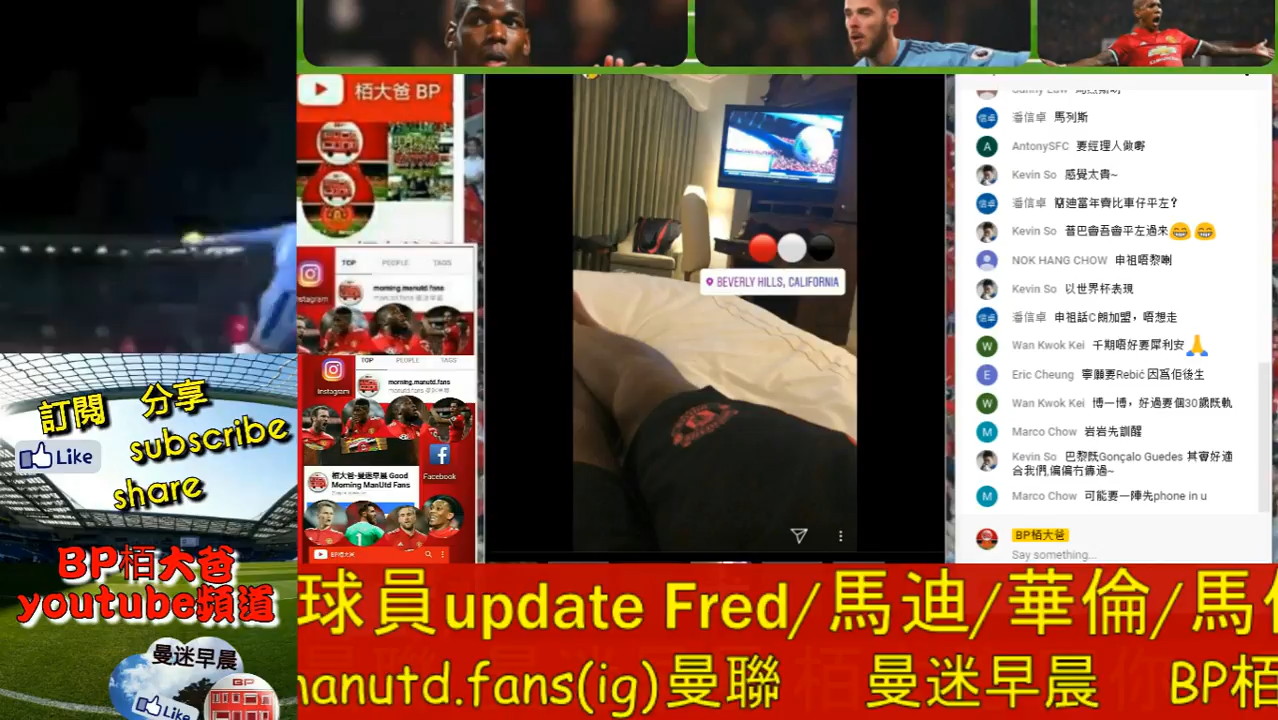 訂閱 分享
Like
subscribe
share
BP栢大爸
youtube頻道
曼迷早晨
Like
BP
栢大爸 BP
TOP PEOPLE TAGS
Instagram
morning.manutd.fans
TOP PEOPLE TAGS
Instagram
morning.manutd.fans
Facebook
栢大爸-曼迷早晨 Good
Morning ManUtd Fans
BP栢大爸
BEVERLY HILLS, CALIFORNIA
潘信卓 馬列斯
AntonySFC 要經理人做嘢
Kevin So 感覺太貴~
潘信卓 簡迪當年賣比車仔平左?
Kevin So 普巴會吾會平左過來😁😁
NOK HANG CHOW 申祖唔黎喇
Kevin So 以世界杯表現
潘信卓 申祖話C朗加盟，唔想走
Wan Kwok Kei 千期唔好要犀利安🙏
Eric Cheung 寧願要Rebić 因爲佢後生
Wan Kwok Kei 博一博，好過要個30歲既軌
Marco Chow 岩岩先訓醒
Kevin So 巴黎既Gonçalo Guedes 其實好適
合我們,偏偏冇傳過~
Marco Chow 可能要一陣先phone in u
BP栢大爸
Say something...
球員update Fred/馬迪/華倫/馬
manutd.fans(ig)曼聯 曼迷早晨 BP栢